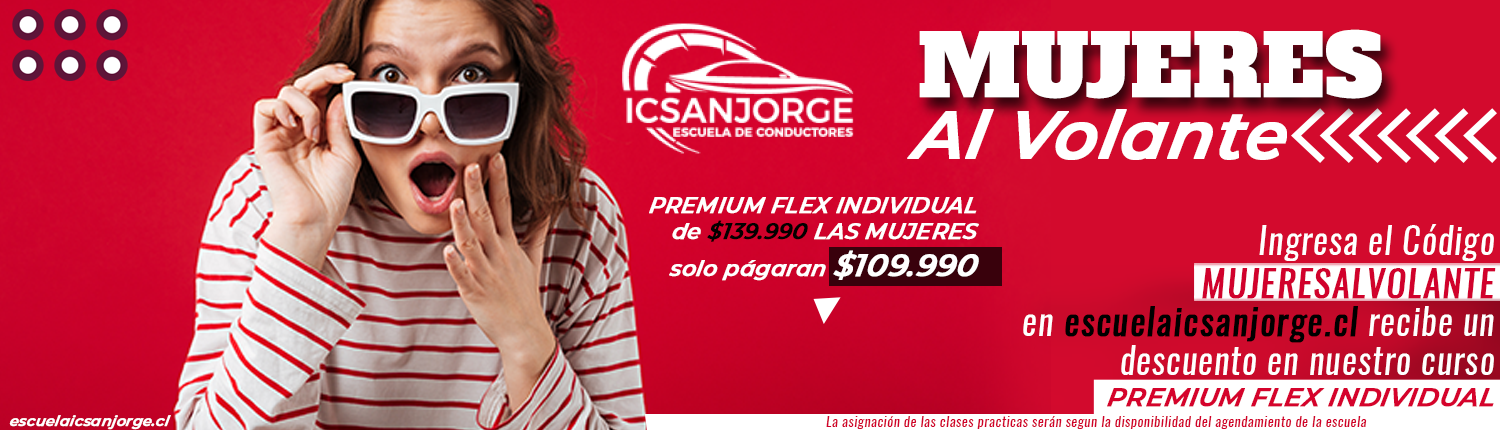 ICSANJORGE
ESCUELA DE CONDUCTORES
MUJERES
Al Volante
PREMIUM FLEX INDIVIDUAL
de $139.990 LAS MUJERES
solo págaran $109.990
Ingresa el Código
MUJERESALVOLANTE
en escuelaicsanjorge.cl recibe un
descuento en nuestro curso
PREMIUM FLEX INDIVIDUAL
escuelaicsanjorge.cl
La asignación de las clases practicas serán segun la disponibilidad del agendamiento de la escuela